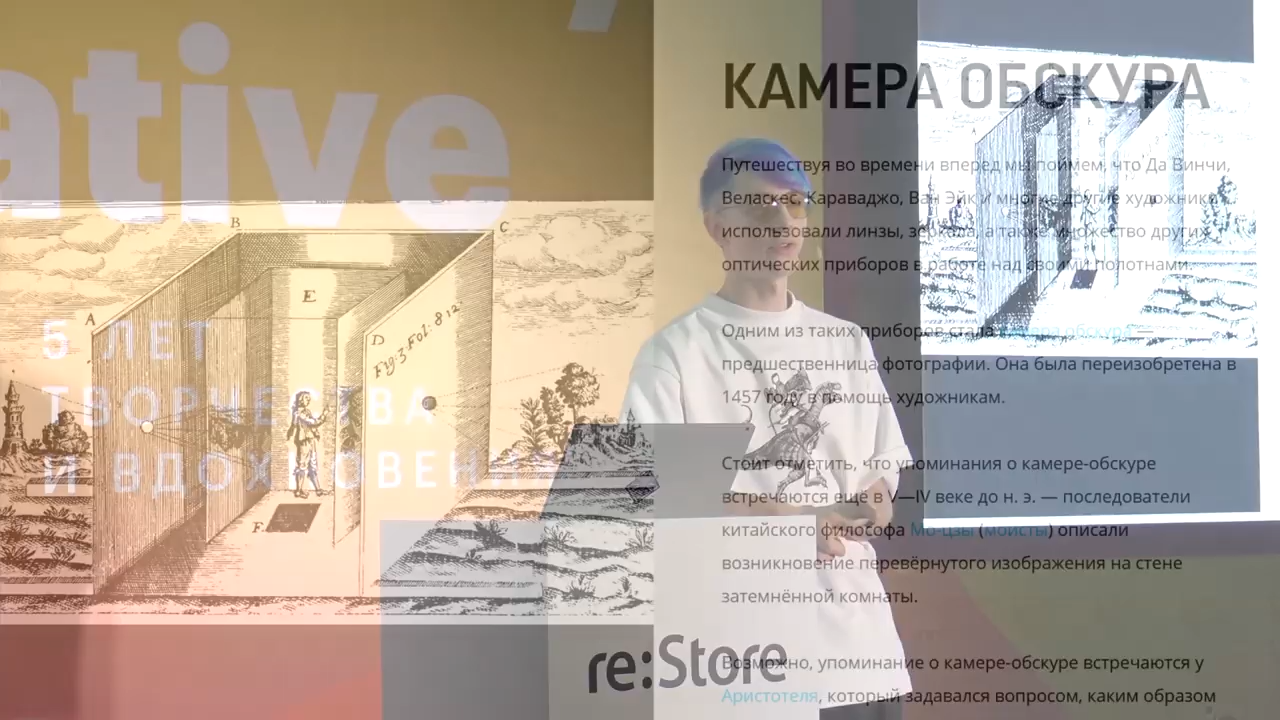 ative
B
C
E
A
D
Fig:3.Fol:812
F
5 ЛЕТ
ТВОРЧЕСТВА
И ВДОХНОВЕНИЯ
re:Store
КАМЕРА ОБСКУРА
Путешествуя во времени вперед мы поймем, что Да Винчи,
Веласкес, Караваджо, Ван Эйк и многие другие художники
использовали линзы, зеркала, а также множество других
оптических приборов в работе над своими полотнами.
Одним из таких приборов стала камера обскура —
предшественница фотографии. Она была переизобретена в
1457 году в помощь художникам.
Стоит отметить, что упоминания о камере-обскуре
встречаются ещё в V—IV веке до н. э. — последователи
китайского философа Мо-цзы (моисты) описали
возникновение перевёрнутого изображения на стене
затемнённой комнаты.
Возможно, упоминание о камере-обскуре встречаются у
Аристотеля, который задавался вопросом, каким образом